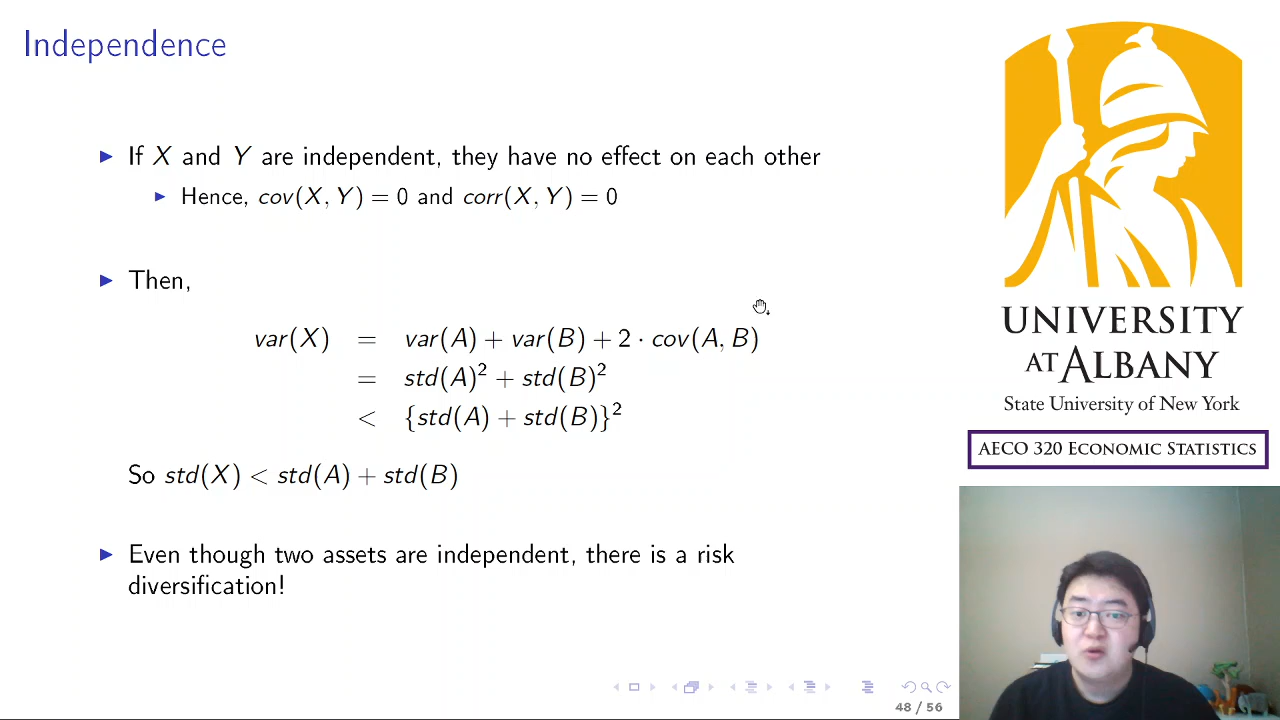 Independence
▶ If X and Y are independent, they have no effect on each other
▶ Hence, cov(X, Y) = 0 and corr(X, Y) = 0
▶ Then,
var(X) = var(A) + var(B) + 2 · cov(A, B)
= std(A)² + std(B)²
< {std(A) + std(B)}²
So std(X) < std(A) + std(B)
▶ Even though two assets are independent, there is a risk
diversification!
48 / 56
UNIVERSITY
AT ALBANY
State University of New York
AECO 320 ECONOMIC STATISTICS